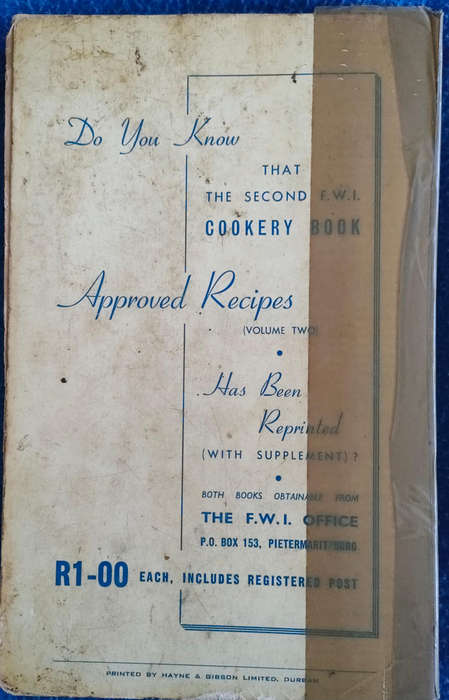 Do You Know
THAT
THE SECOND F.W.I.
COOKERY BOOK
Approved Recipes
(VOLUME TWO)
Has Been
Reprinted
(WITH SUPPLEMENT) ?
BOTH BOOKS OBTAINABLE FROM
THE F.W.I. OFFICE
P.O. BOX 153, PIETERMARITZBURG
R1-00 EACH, INCLUDES REGISTERED POST
PRINTED BY HAYNE & GIBSON LIMITED, DURBAN